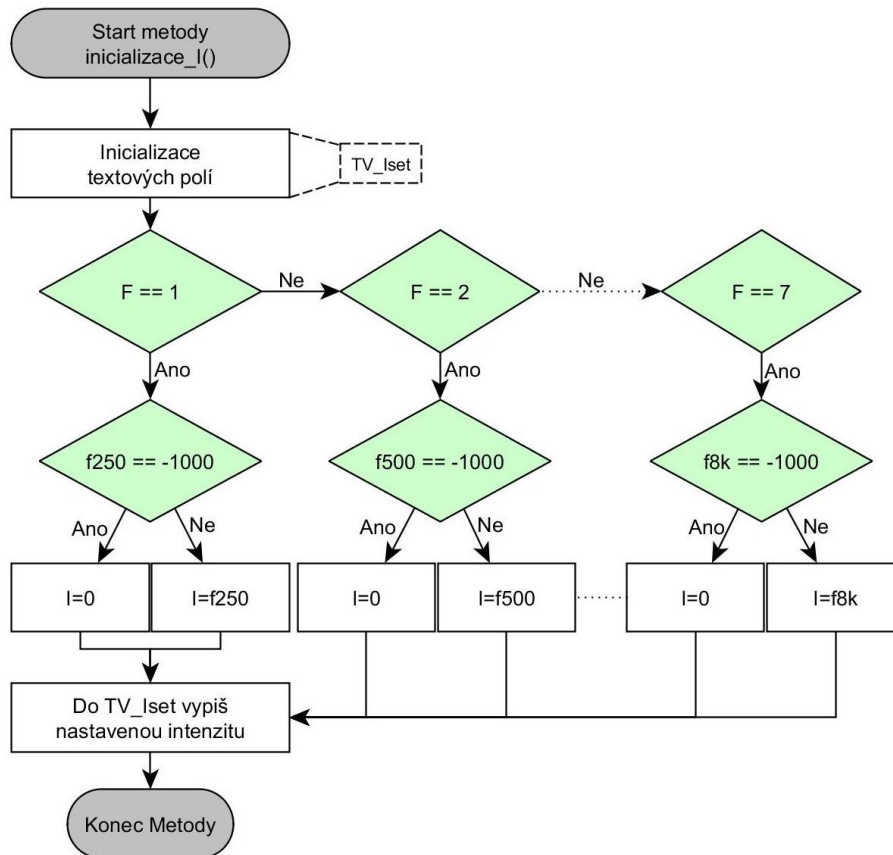 Start metody
inicializace_I()
Inicializace
textových polí
TV_Iset
F == 1
Ne
F == 2
Ne
F == 7
Ano
Ano
Ano
f250 == -1000
f500 == -1000
f8k == -1000
Ano
Ne
Ano
Ne
Ano
Ne
I=0
I=f250
I=0
I=f500
I=0
I=f8k
Do TV_Iset vypiš
nastavenou intenzitu
Konec Metody